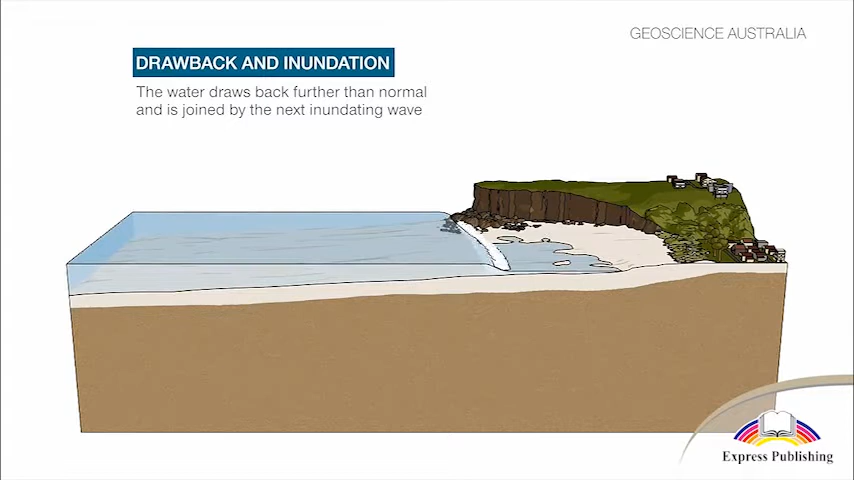 GEOSCIENCE AUSTRALIA
DRAWBACK AND INUNDATION
The water draws back further than normal
and is joined by the next inundating wave
Express Publishing